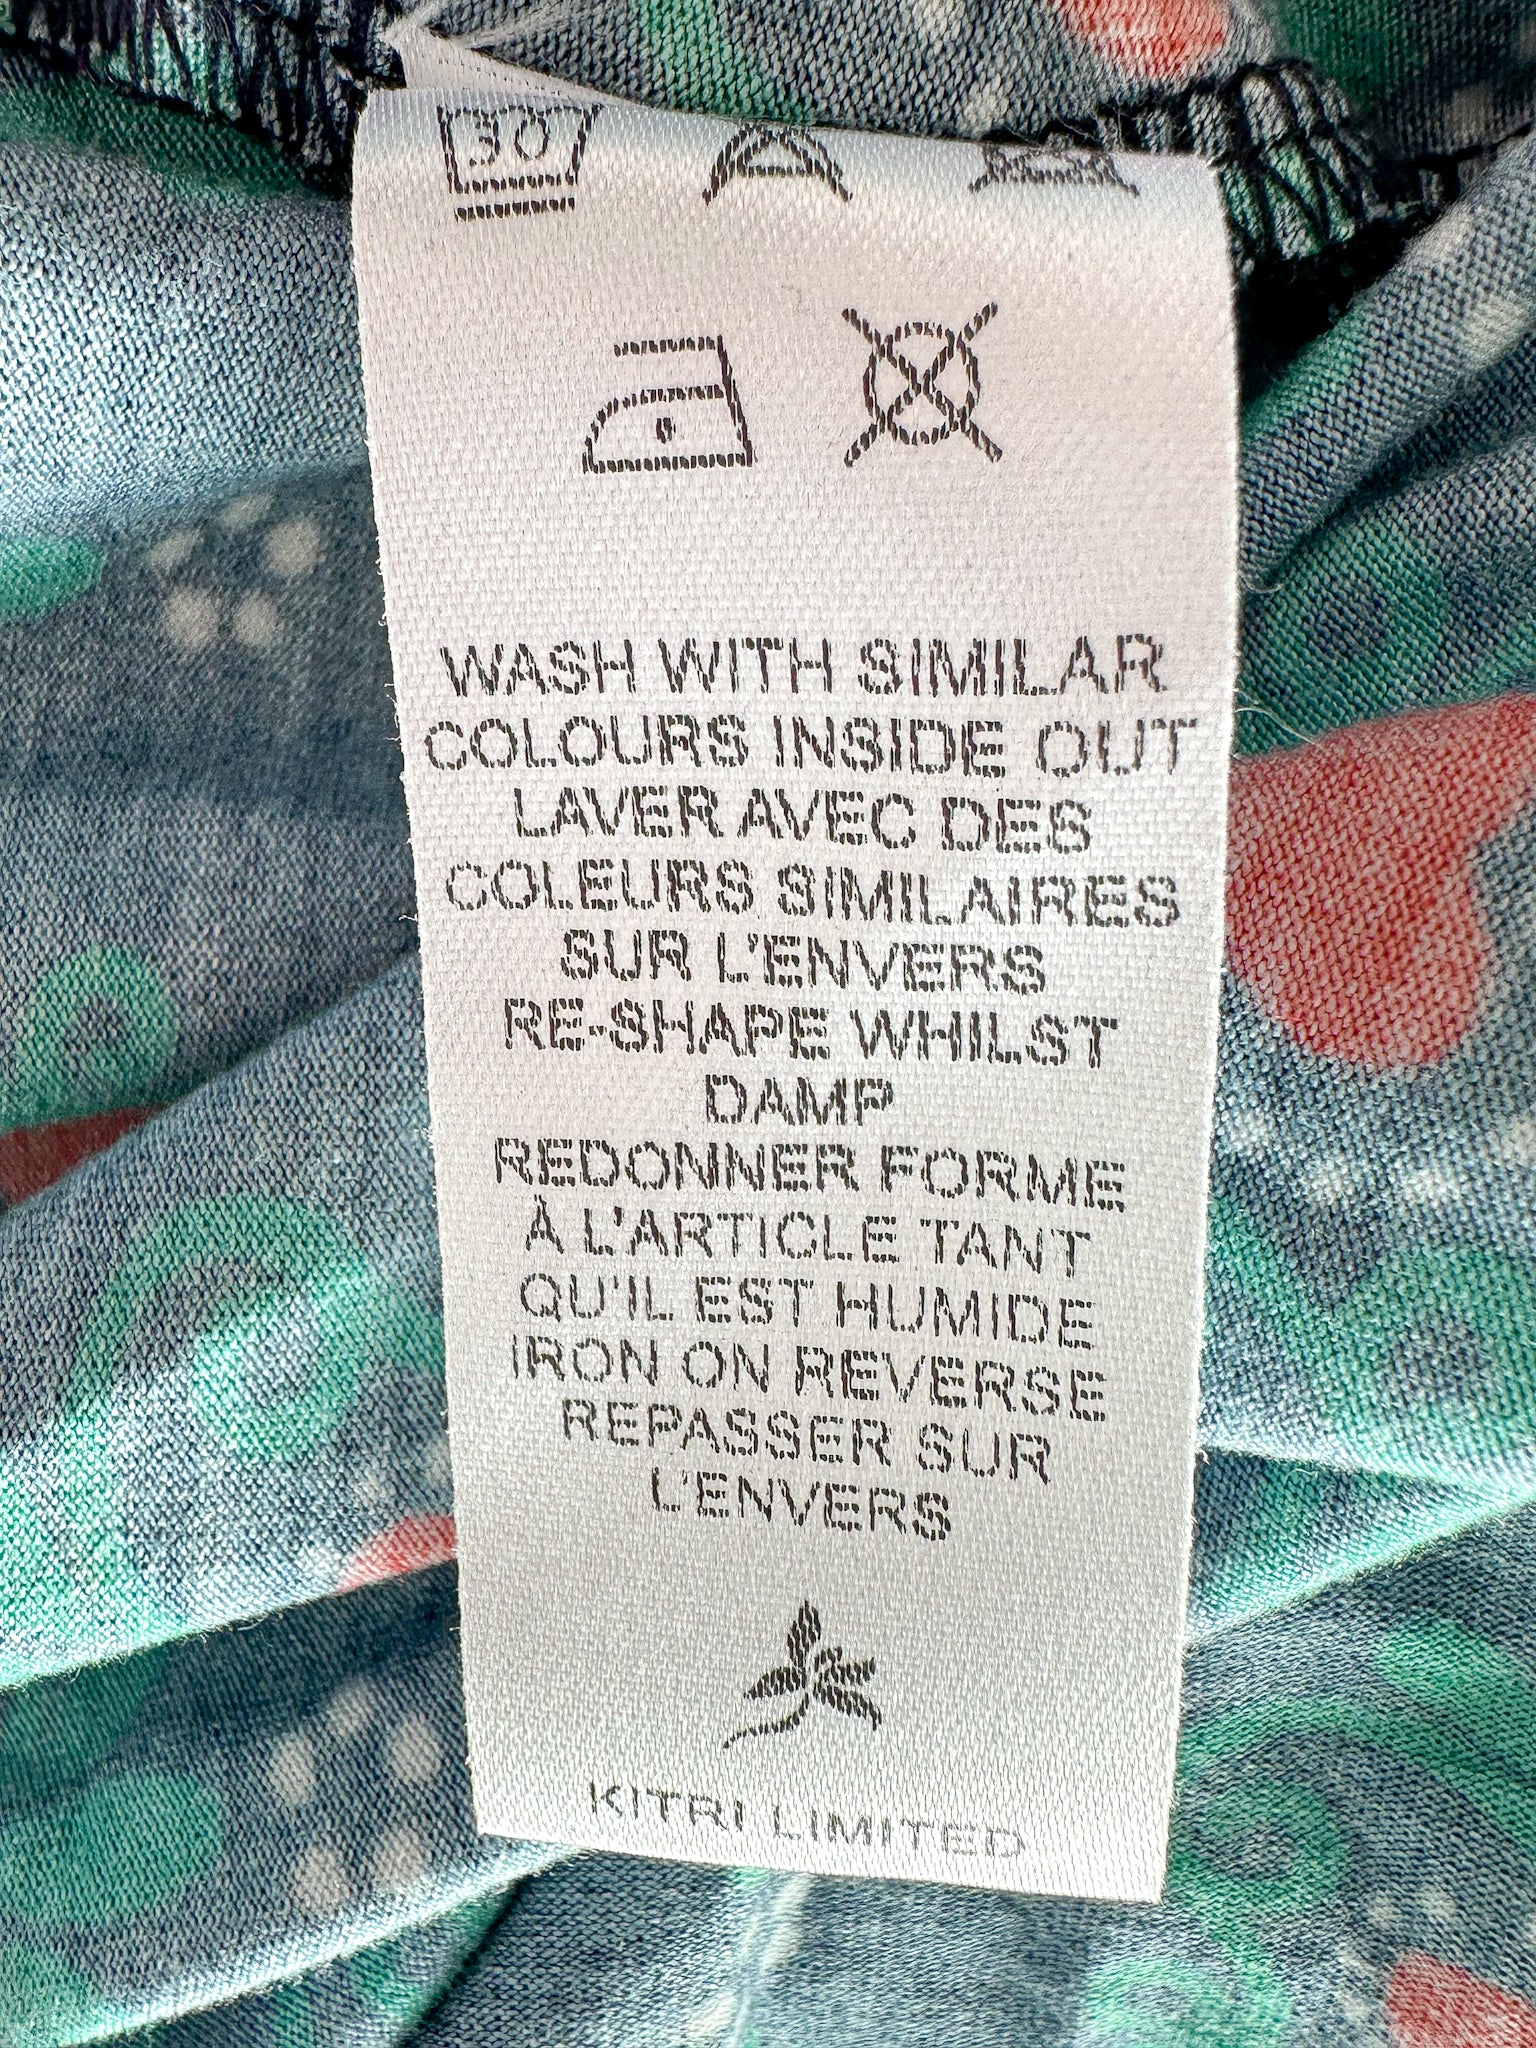 30
WASH WITH SIMILAR
COLOURS INSIDE OUT
LAVER AVEC DES
COLEURS SIMILAIRES
SUR L'ENVERS
RE-SHAPE WHILST
DAMP
REDONNER FORME
À L'ARTICLE TANT
QU'IL EST HUMIDE
IRON ON REVERSE
REPASSER SUR
L'ENVERS
KITRI LIMITED